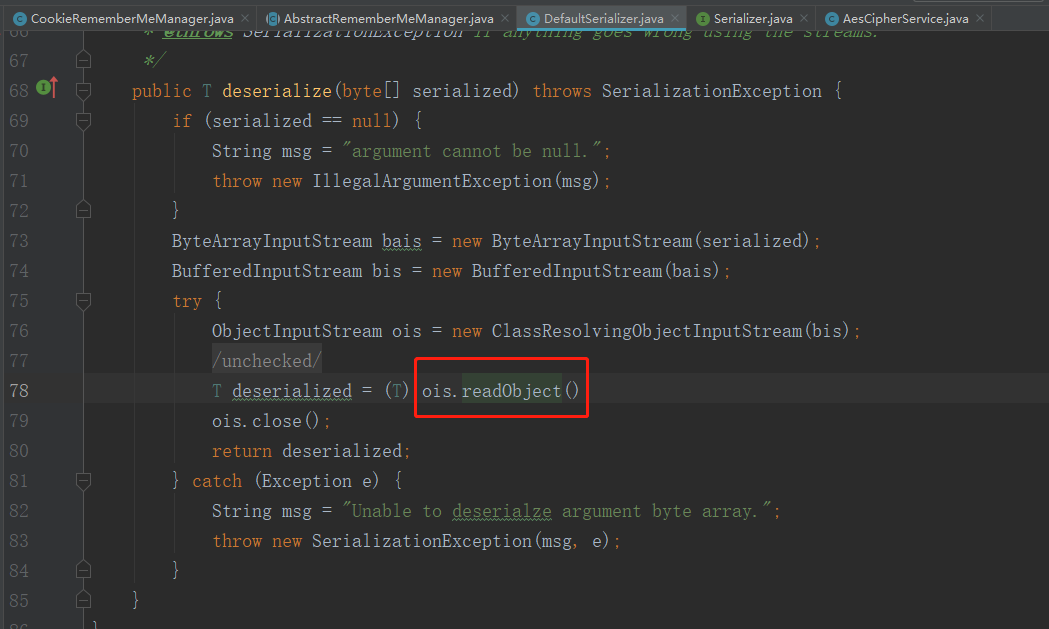 CookieRememberMeManager.java AbstractRememberMeManager.java DefaultSerializer.java Serializer.java AesCipherService.java
66 * @throws SerializationException if anything goes wrong using the streams.
67 */
68 public T deserialize(byte[] serialized) throws SerializationException {
69 if (serialized == null) {
70 String msg = "argument cannot be null.";
71 throw new IllegalArgumentException(msg);
72 }
73 ByteArrayInputStream bais = new ByteArrayInputStream(serialized);
74 BufferedInputStream bis = new BufferedInputStream(bais);
75 try {
76 ObjectInputStream ois = new ClassResolvingObjectInputStream(bis);
77 /unchecked/
78 T deserialized = (T) ois.readObject()
79 ois.close();
80 return deserialized;
81 } catch (Exception e) {
82 String msg = "Unable to deserialze argument byte array.";
83 throw new SerializationException(msg, e);
84 }
85 }
86 }